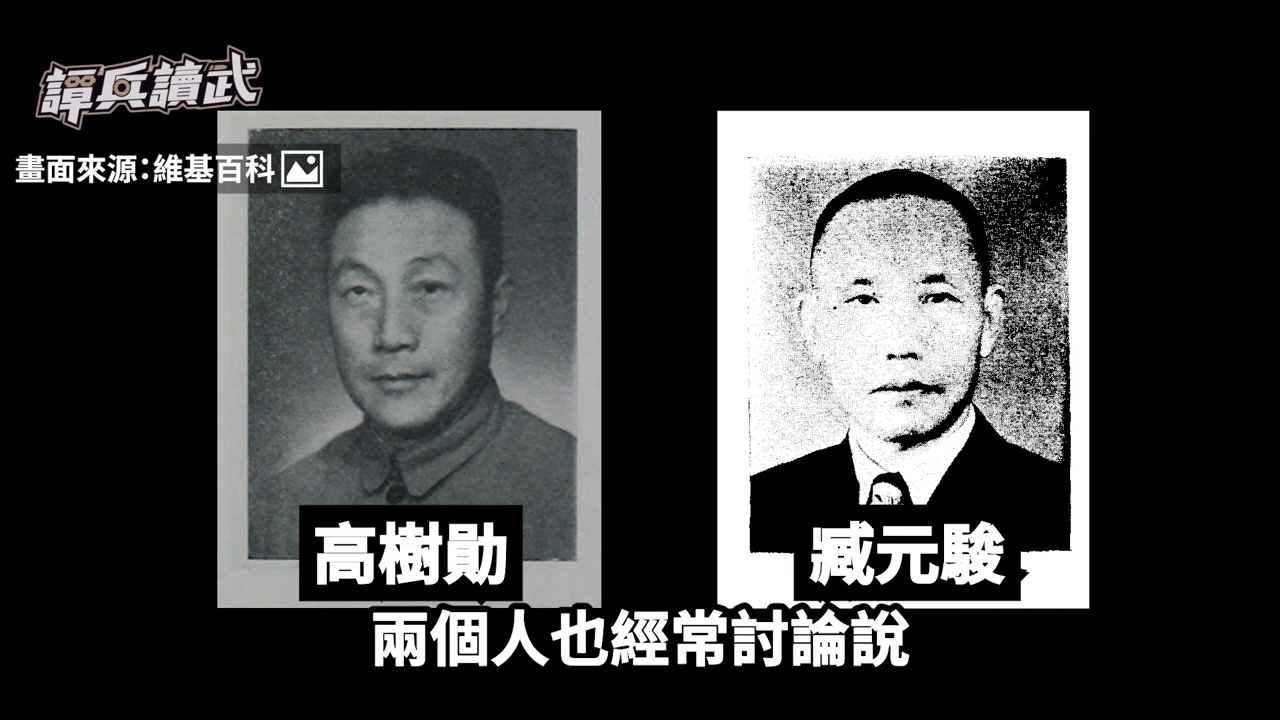 譚兵讀武
畫面來源：維基百科
高樹勛
臧元駿
兩個人也經常討論說